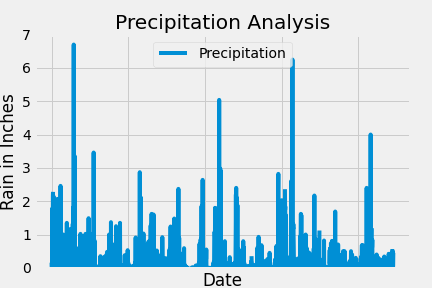 Precipitation Analysis
Precipitation
7
6
5
4
3
2
1
0
Rain in Inches
Date